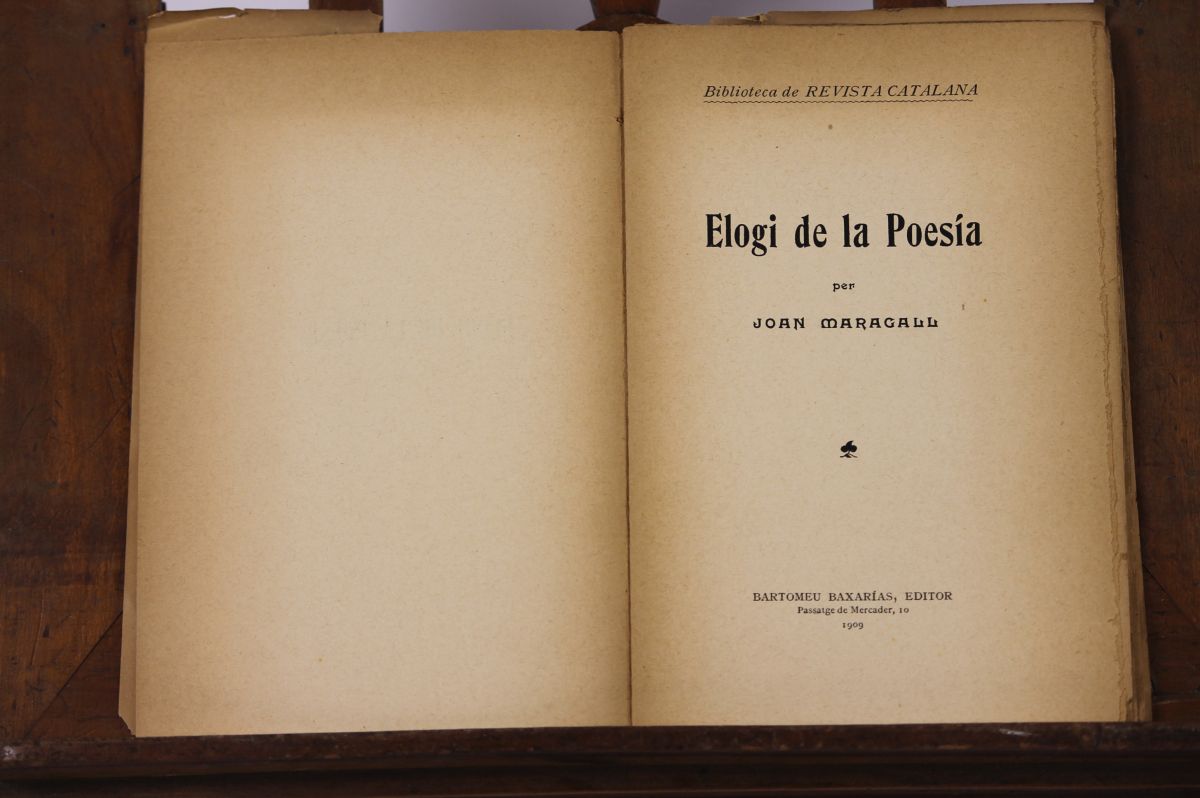 Biblioteca de REVISTA CATALANA
Elogi de la Poesía
per
JOAN MARAGALL
BARTOMEU BAXARÍAS, EDITOR
Passatge de Mercader, 10
1909